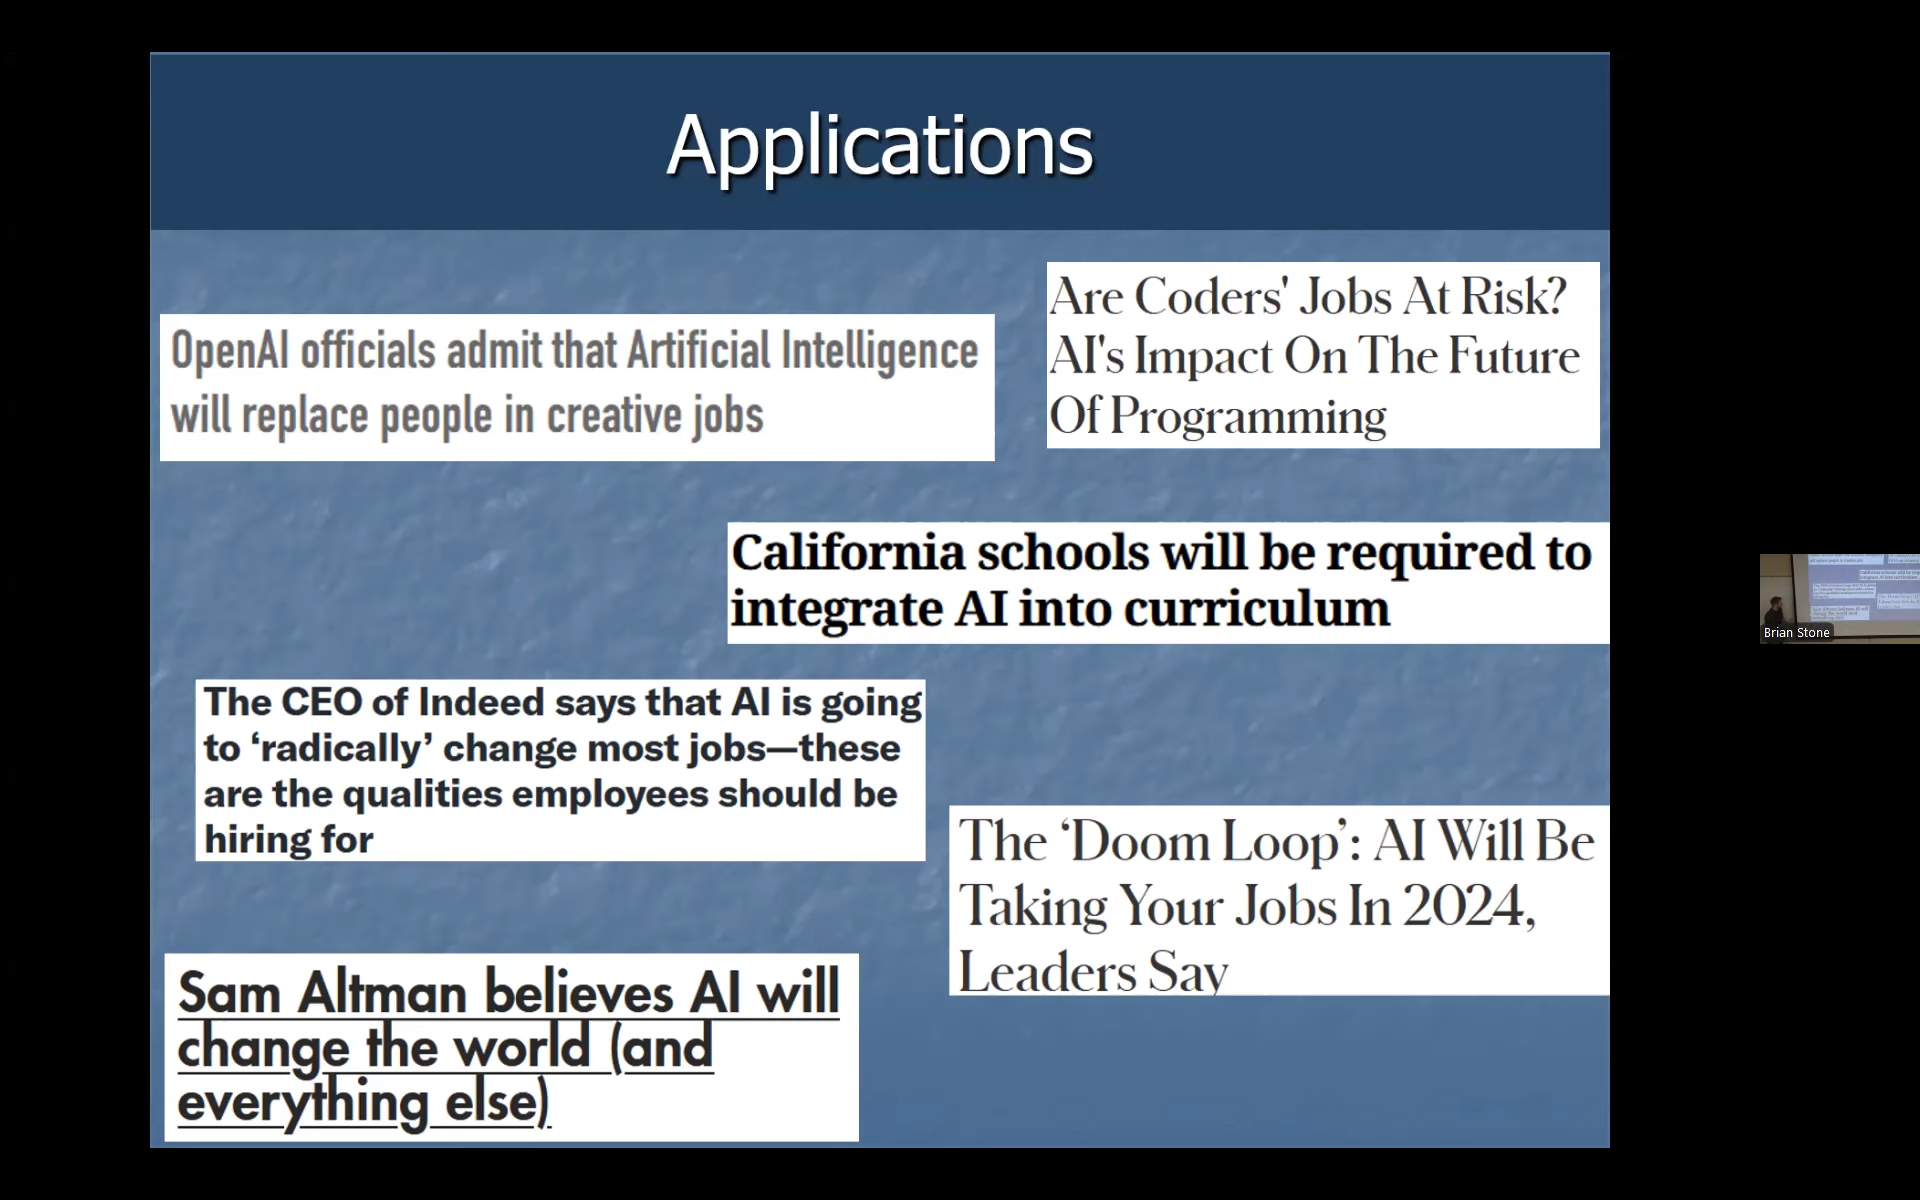 Applications
OpenAI officials admit that Artificial Intelligence
will replace people in creative jobs
Are Coders' Jobs At Risk?
AI's Impact On The Future
Of Programming
California schools will be required to
integrate AI into curriculum
The CEO of Indeed says that AI is going
to ‘radically’ change most jobs—these
are the qualities employees should be
hiring for
The ‘Doom Loop’: AI Will Be
Taking Your Jobs In 2024,
Leaders Say
Sam Altman believes AI will
change the world (and
everything else)
Brian Stone